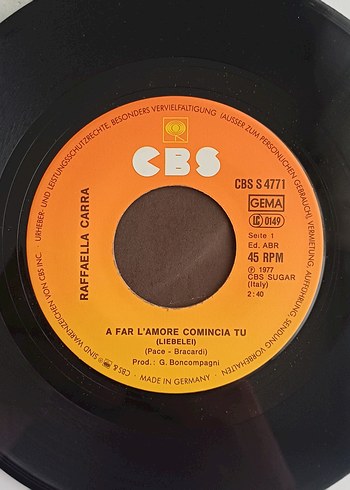 URHEBER- UND LEISTUNGSSCHUTZRECHTE, BESONDERS VERVIELFÄLTIGUNG (AUSSER ZUM PERSÖNLICHEN GEBRAUCH), VERMIETUNG, AUFFÜHRUNG, SENDUNG VORBEHALTEN
CBS
CBS S 4771
GEMA
LC 0149
Seite 1
Ed. ABR
45 RPM
℗ 1977
CBS SUGAR
(Italy)
2:40
RAFFAELLA CARRA
A FAR L'AMORE COMINCIA TU
(LIEBELEI)
(Pace - Bracardi)
Prod.: G. Boncompagni
CBS & SIND WARENZEICHEN VON CBS INC. · MADE IN GERMANY ·